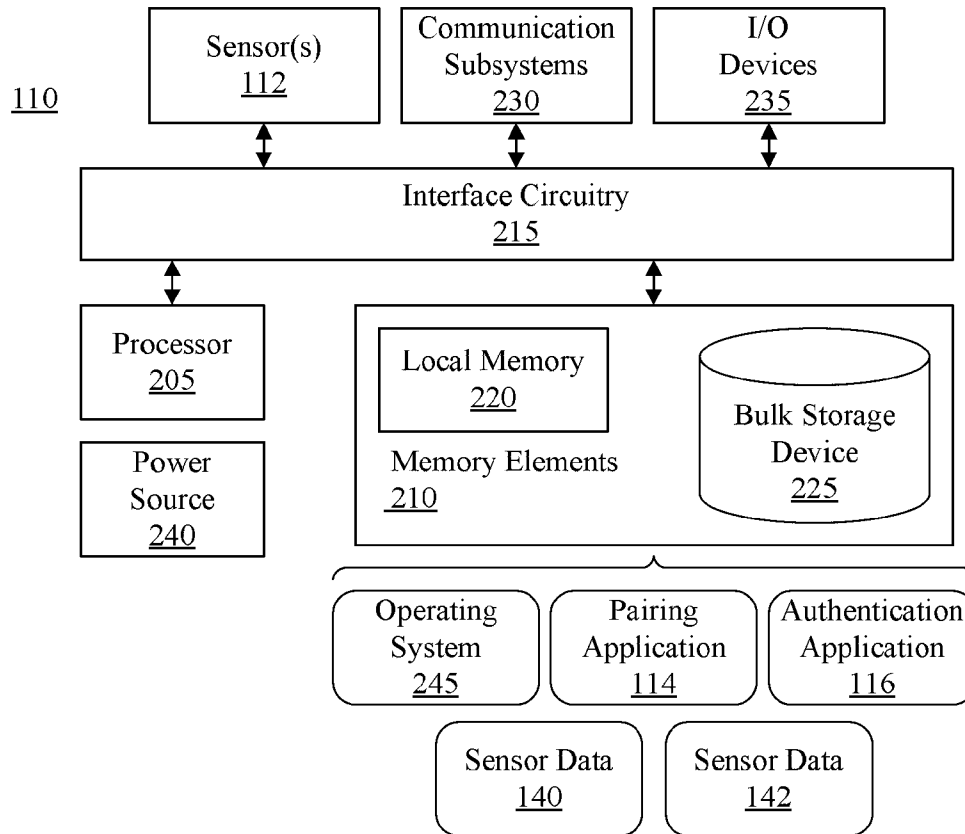 110
Sensor(s)
112
Communication
Subsystems
230
I/O
Devices
235
Interface Circuitry
215
Processor
205
Power
Source
240
Local Memory
220
Memory Elements
210
Bulk Storage
Device
225
Operating
System
245
Pairing
Application
114
Authentication
Application
116
Sensor Data
140
Sensor Data
142